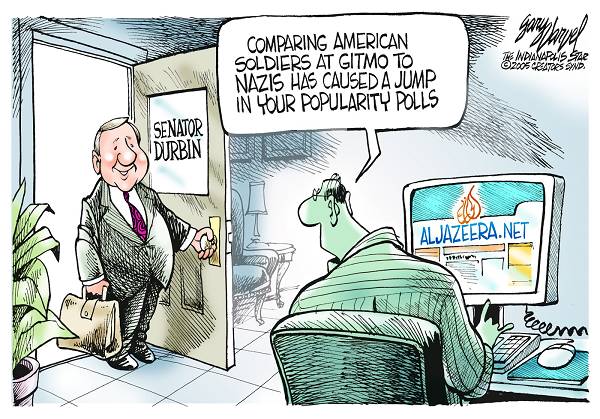 COMPARING AMERICAN
SOLDIERS AT GITMO TO
NAZIS HAS CAUSED A JUMP
IN YOUR POPULARITY POLLS
Gary Varvel
THE INDIANAPOLIS STAR
©2005 CREATORS SYND.
SENATOR
DURBIN
ALJAZEERA.NET